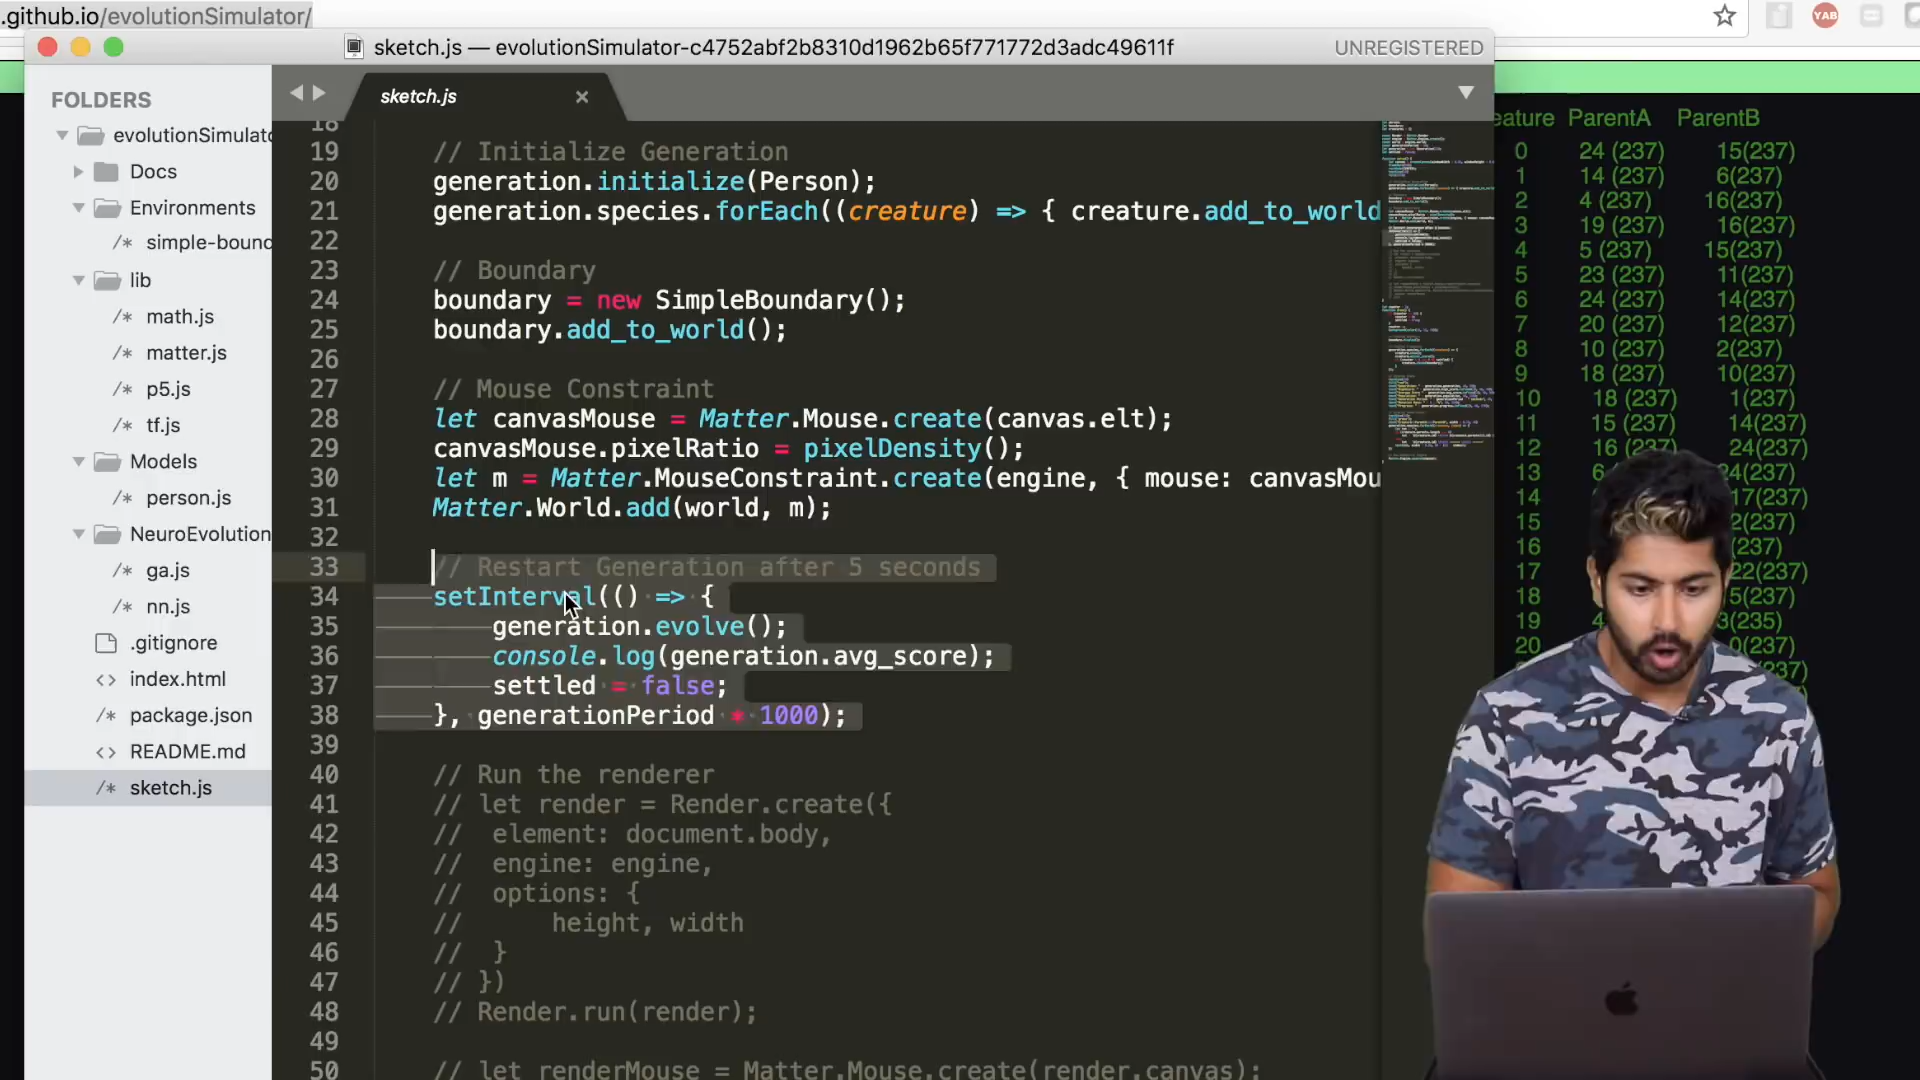 .github.io/evolutionSimulator/
YAB
sketch.js — evolutionSimulator-c4752abf2b8310d1962b65f771772d3adc49611f
UNREGISTERED
FOLDERS
evolutionSimulato
Docs
Environments
/* simple-bound
lib
/* math.js
/* matter.js
/* p5.js
/* tf.js
Models
/* person.js
NeuroEvolution
/* ga.js
/* nn.js
.gitignore
<> index.html
/* package.json
<> README.md
/* sketch.js
sketch.js ×
18
19 // Initialize Generation
20 generation.initialize(Person);
21 generation.species.forEach((creature) => { creature.add_to_world
22
23 // Boundary
24 boundary = new SimpleBoundary();
25 boundary.add_to_world();
26
27 // Mouse Constraint
28 let canvasMouse = Matter.Mouse.create(canvas.elt);
29 canvasMouse.pixelRatio = pixelDensity();
30 let m = Matter.MouseConstraint.create(engine, { mouse: canvasMou
31 Matter.World.add(world, m);
32
33 // Restart Generation after 5 seconds
34 setInterval(() => {
35 generation.evolve();
36 console.log(generation.avg_score);
37 settled = false;
38 }, generationPeriod * 1000);
39
40 // Run the renderer
41 // let render = Render.create({
42 // element: document.body,
43 // engine: engine,
44 // options: {
45 // height, width
46 // }
47 // })
48 // Render.run(render);
49
50 // let renderMouse = Matter.Mouse.create(render.canvas);
eature ParentA ParentB
0 24 (237) 15(237)
1 14 (237) 6(237)
2 4 (237) 16(237)
3 19 (237) 16(237)
4 5 (237) 15(237)
5 23 (237) 11(237)
6 24 (237) 14(237)
7 20 (237) 12(237)
8 10 (237) 2(237)
9 18 (237) 10(237)
10 18 (237) 1(237)
11 15 (237) 14(237)
12 16 (237) 24(237)
13 6 4(237)
14 17(237)
15 2(237)
16 (237)
17 22(237)
18 5(237)
19 4 3(235)
20 0(237)